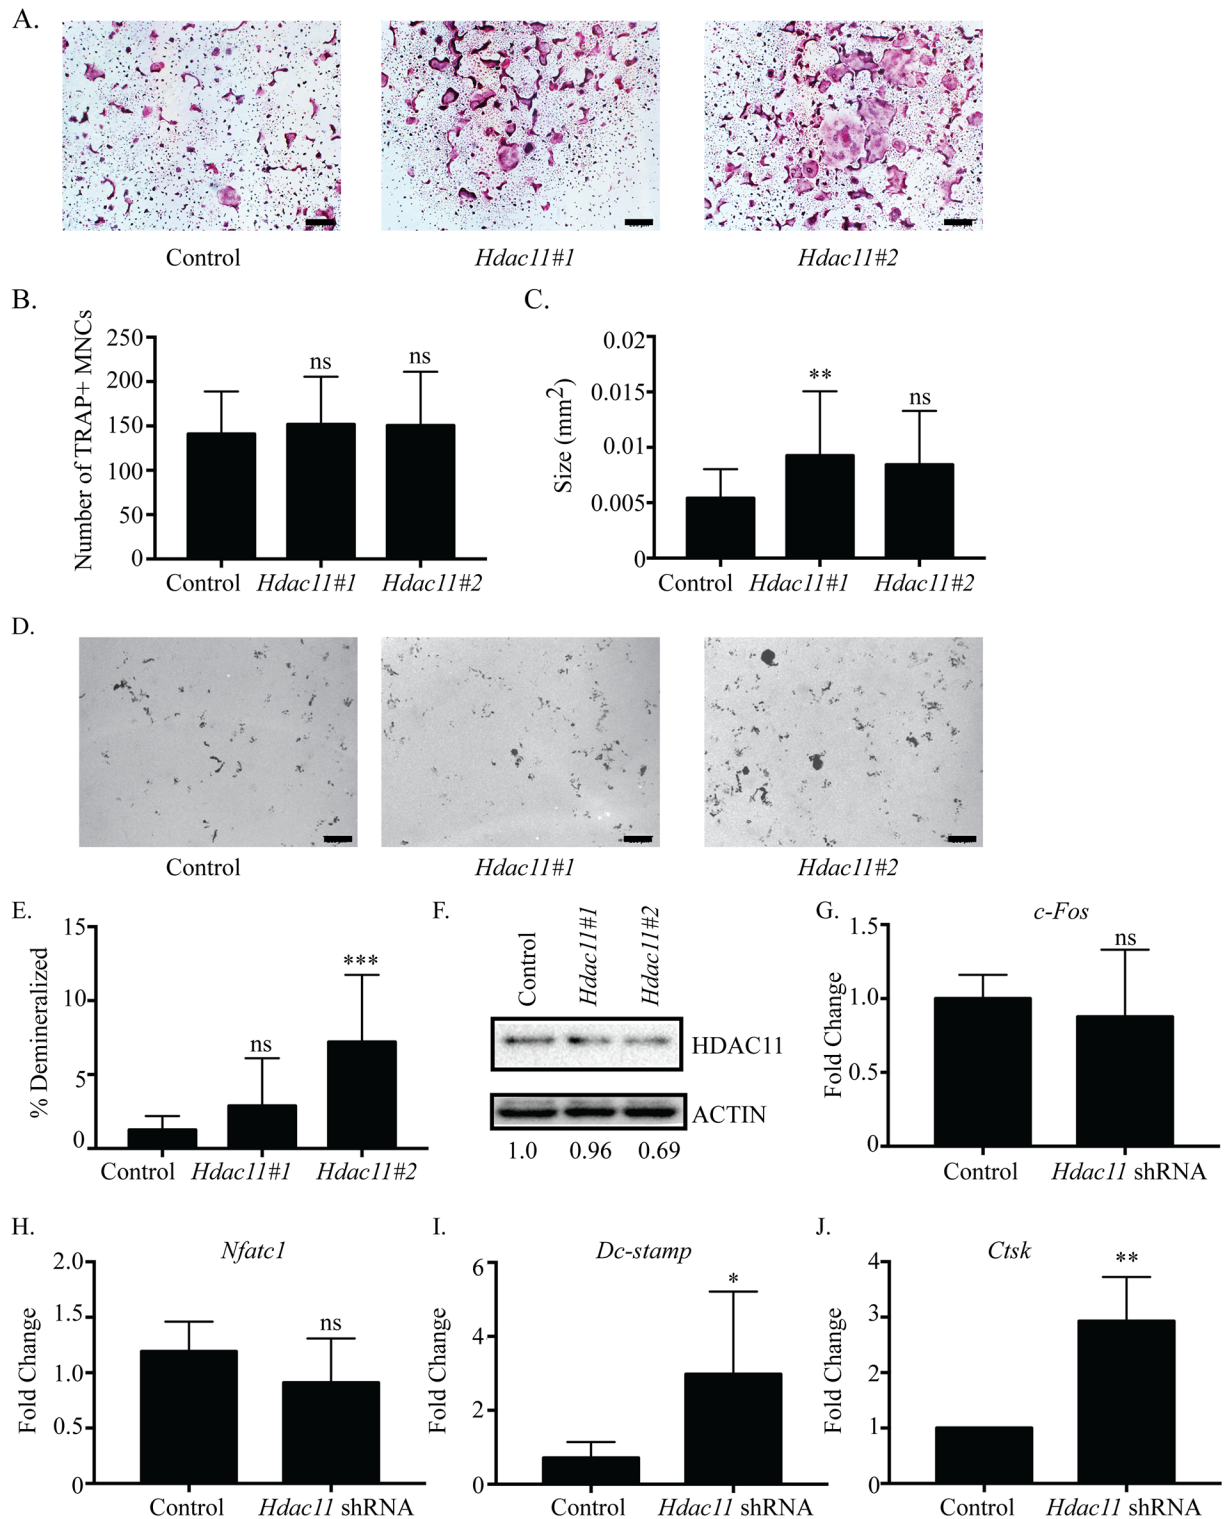 A.
Control
Hdac11#1
Hdac11#2
B.
Number of TRAP+ MNCs
250
200
150
100
50
0
ns
ns
Control
Hdac11#1
Hdac11#2
C.
Size (mm2)
0.02
0.015
0.01
0.005
0
**
ns
Control
Hdac11#1
Hdac11#2
D.
Control
Hdac11#1
Hdac11#2
E.
% Demineralized
15
10
5
0
ns
***
Control
Hdac11#1
Hdac11#2
F.
Control
Hdac11#1
Hdac11#2
HDAC11
ACTIN
1.0 0.96 0.69
G.
c-Fos
Fold Change
1.5
1.0
0.5
0
ns
Control
Hdac11 shRNA
H.
Nfatc1
Fold Change
2.0
1.5
1.0
0.5
0
ns
Control
Hdac11 shRNA
I.
Dc-stamp
Fold Change
6
4
2
0
*
Control
Hdac11 shRNA
J.
Ctsk
Fold Change
4
3
2
1
0
**
Control
Hdac11 shRNA